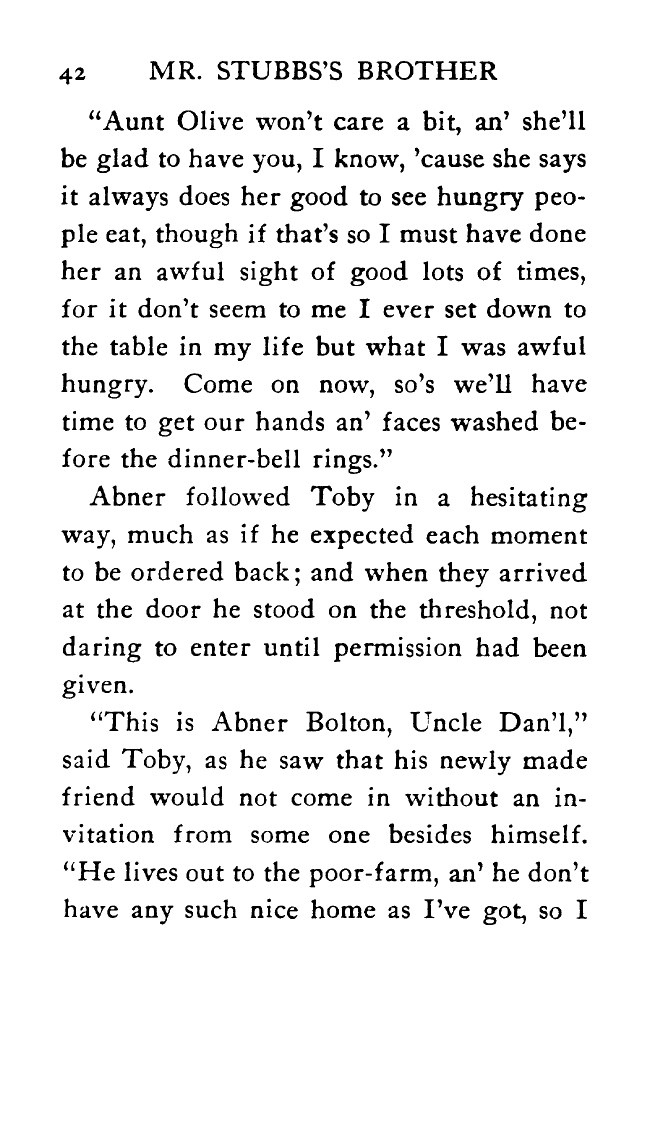 42 MR. STUBBS'S BROTHER
“Aunt Olive won't care a bit, an' she'll
be glad to have you, I know, 'cause she says
it always does her good to see hungry peo-
ple eat, though if that's so I must have done
her an awful sight of good lots of times,
for it don't seem to me I ever set down to
the table in my life but what I was awful
hungry. Come on now, so's we'll have
time to get our hands an' faces washed be-
fore the dinner-bell rings.”
Abner followed Toby in a hesitating
way, much as if he expected each moment
to be ordered back; and when they arrived
at the door he stood on the threshold, not
daring to enter until permission had been
given.
“This is Abner Bolton, Uncle Dan'l,”
said Toby, as he saw that his newly made
friend would not come in without an in-
vitation from some one besides himself.
“He lives out to the poor-farm, an' he don't
have any such nice home as I've got, so I